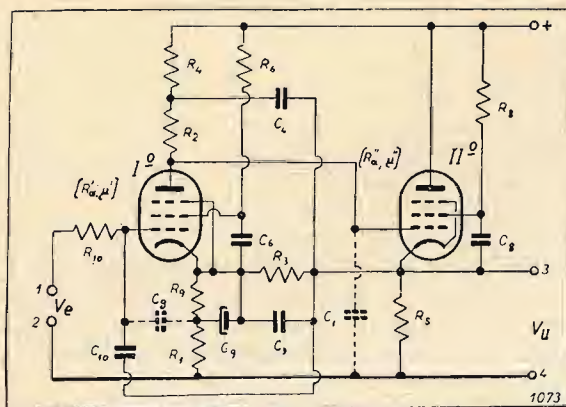 +
R₄
R₆
R₈
C₄
R₂
I°
II°
[R'ₐ, μ']
[R"ₐ, μ"]
R₁₀
C₆
R₃
C₈
1
Ve
2
R₉
C₉
C₉
C₃
C₁
3
R₁
R₅
Vu
C₁₀
4
1073